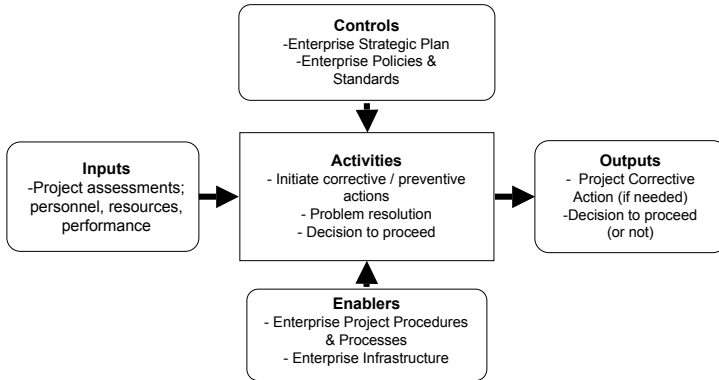 Controls
-Enterprise Strategic Plan
-Enterprise Policies &
Standards
Inputs
-Project assessments;
personnel, resources,
performance
Activities
- Initiate corrective / preventive
actions
- Problem resolution
- Decision to proceed
Outputs
- Project Corrective
Action (if needed)
-Decision to proceed
(or not)
Enablers
- Enterprise Project Procedures
& Processes
- Enterprise Infrastructure